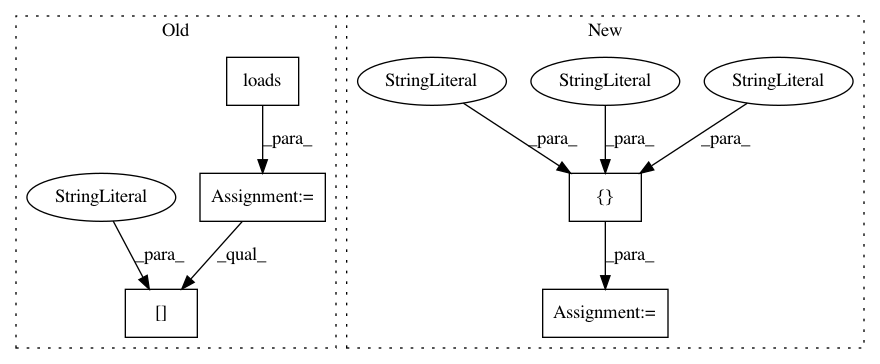 Old
New
loads
StringLiteral
StringLiteral
StringLiteral
_para_
_para_
_para_
_para_
StringLiteral
Assignment:=
{}
_para_
_qual_
_para_
[]
Assignment:=